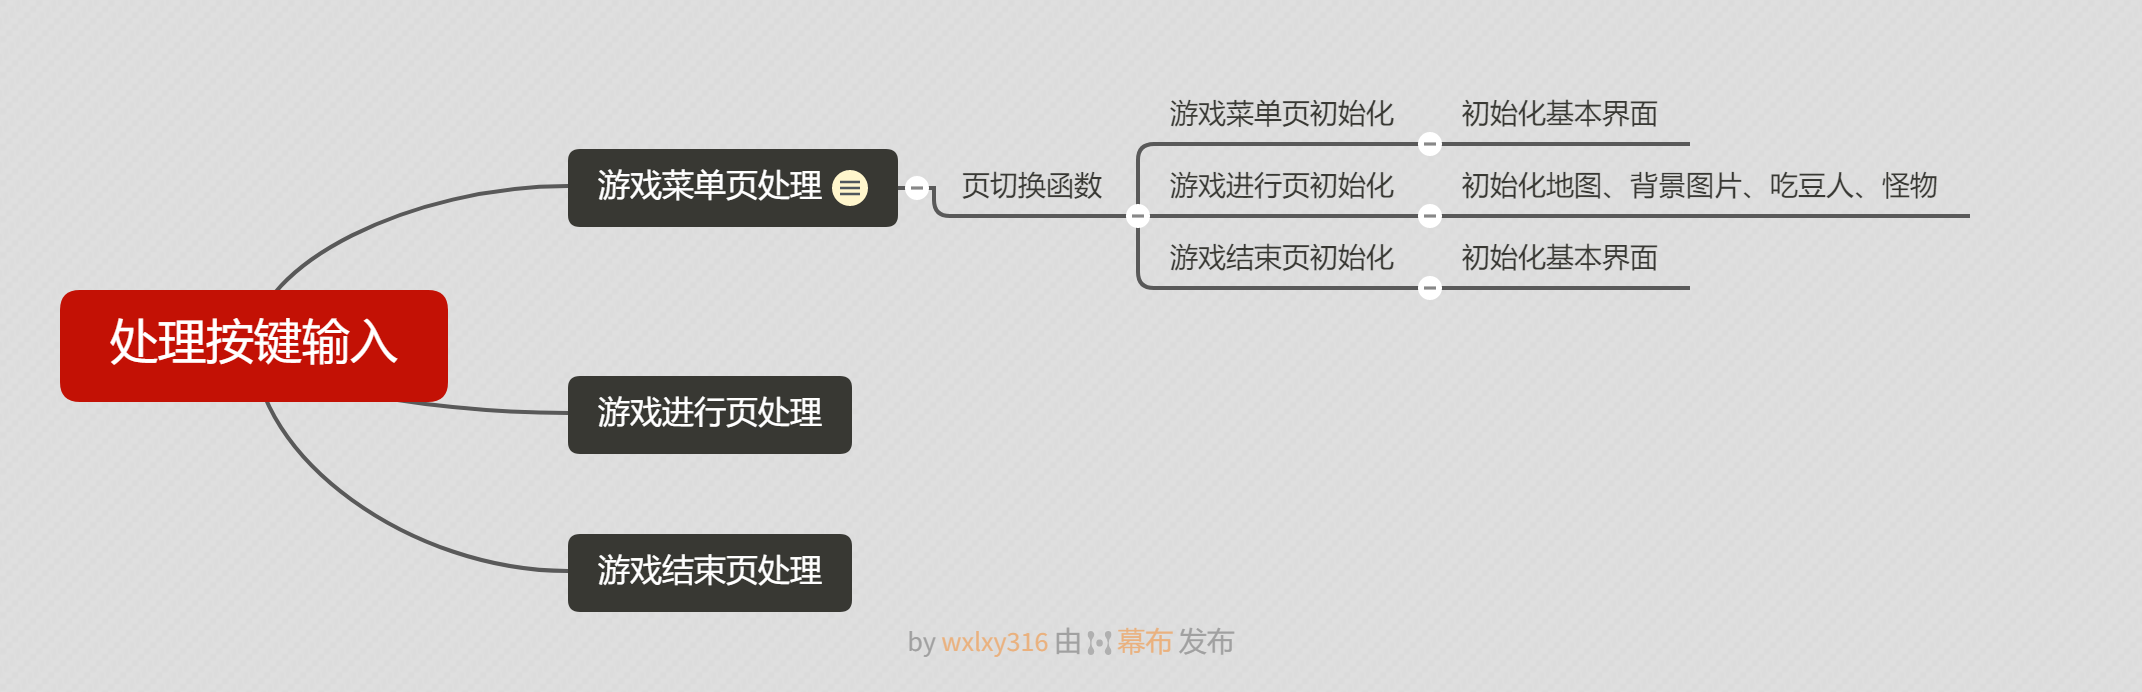 处理按键输入
游戏菜单页处理
页切换函数
游戏菜单页初始化
初始化基本界面
游戏进行页初始化
初始化地图、背景图片、吃豆人、怪物
游戏结束页初始化
初始化基本界面
游戏进行页处理
游戏结束页处理
by wxlxy316 由 幕布 发布